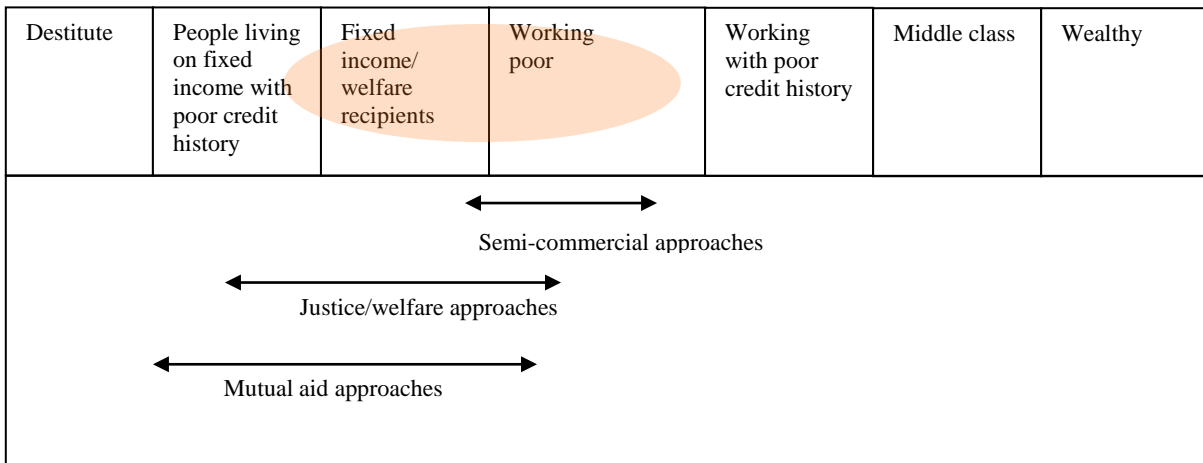 Destitute
People living
on fixed
income with
poor credit
history
Fixed
income/
welfare
recipients
Working
poor
Working
with poor
credit history
Middle class
Wealthy
Semi-commercial approaches
Justice/welfare approaches
Mutual aid approaches